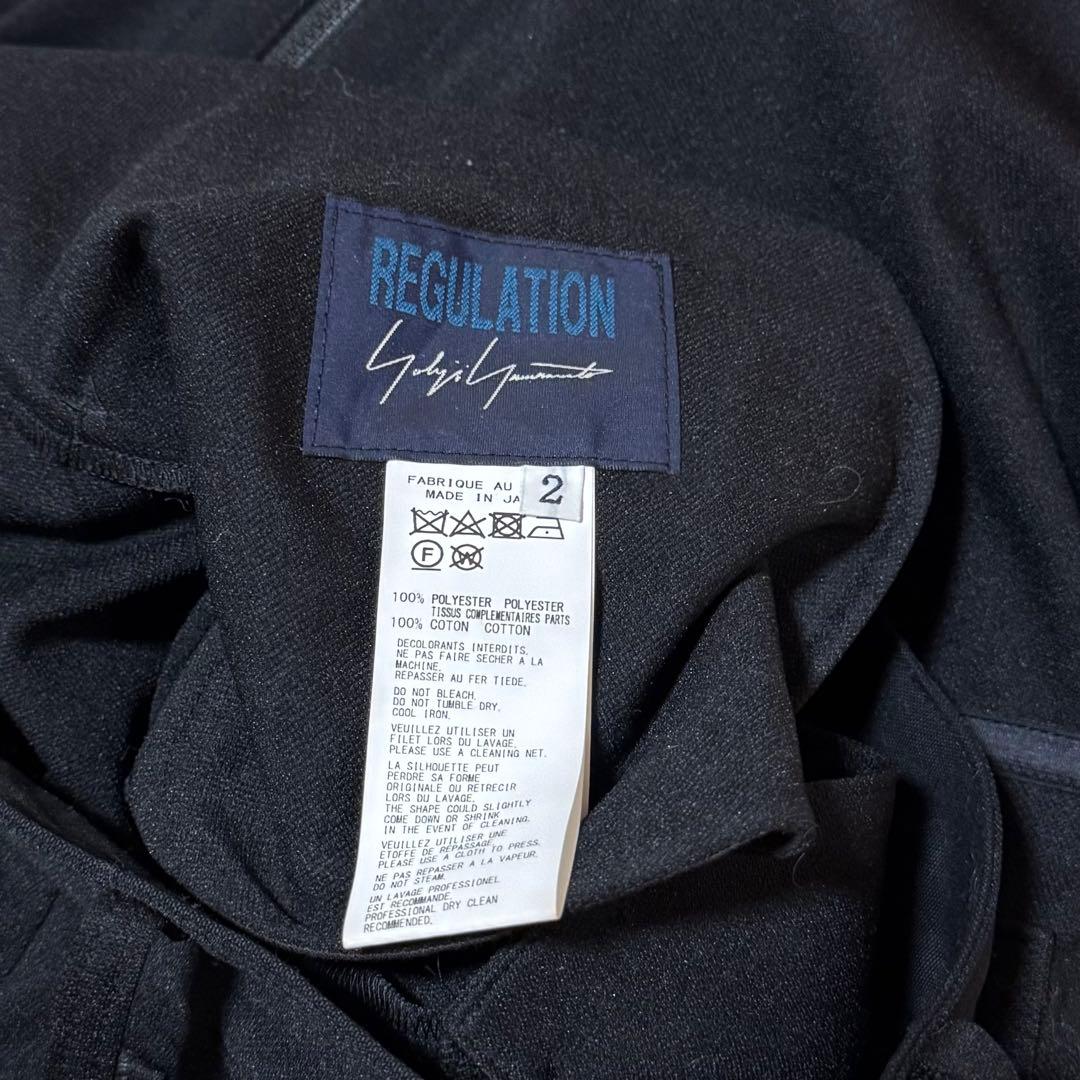 REGULATION
Yohji Yamamoto
FABRIQUE AU
MADE IN JA
2
F
W
100% POLYESTER POLYESTER
TISSUS COMPLEMENTAIRES PARTS
100% COTON COTTON
DECOLORANTS INTERDITS.
NE PAS FAIRE SECHER A LA
MACHINE.
REPASSER AU FER TIEDE.
DO NOT BLEACH.
DO NOT TUMBLE DRY.
COOL IRON.
VEUILLEZ UTILISER UN
FILET LORS DU LAVAGE.
PLEASE USE A CLEANING NET.
LA SILHOUETTE PEUT
PERDRE SA FORME
ORIGINALE OU RETRECIR
LORS DU LAVAGE.
THE SHAPE COULD SLIGHTLY
COME DOWN OR SHRINK
IN THE EVENT OF CLEANING.
VEUILLEZ UTILISER UNE
ETOFFE DE REPASSAGE.
PLEASE USE A CLOTH TO PRESS.
NE PAS REPASSER A LA VAPEUR.
DO NOT STEAM.
UN LAVAGE PROFESSIONEL
EST RECOMMANDE.
PROFESSIONAL DRY CLEAN
RECOMMENDED.